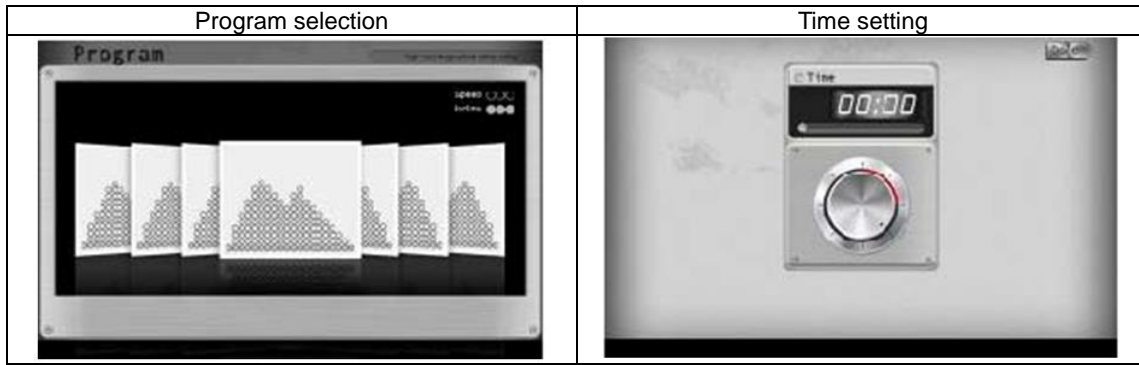 Program selection
Time setting
Program
speed
Time
00:00